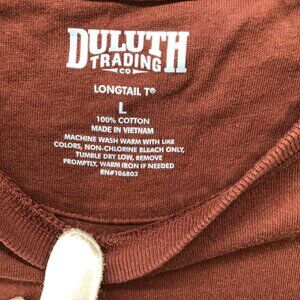 DULUTH
TRADING
CO
LONGTAIL T®
L
100% COTTON
MADE IN VIETNAM
MACHINE WASH WARM WITH LIKE
COLORS, NON-CHLORINE BLEACH ONLY,
TUMBLE DRY LOW, REMOVE
PROMPTLY, WARM IRON IF NEEDED
RN#106803